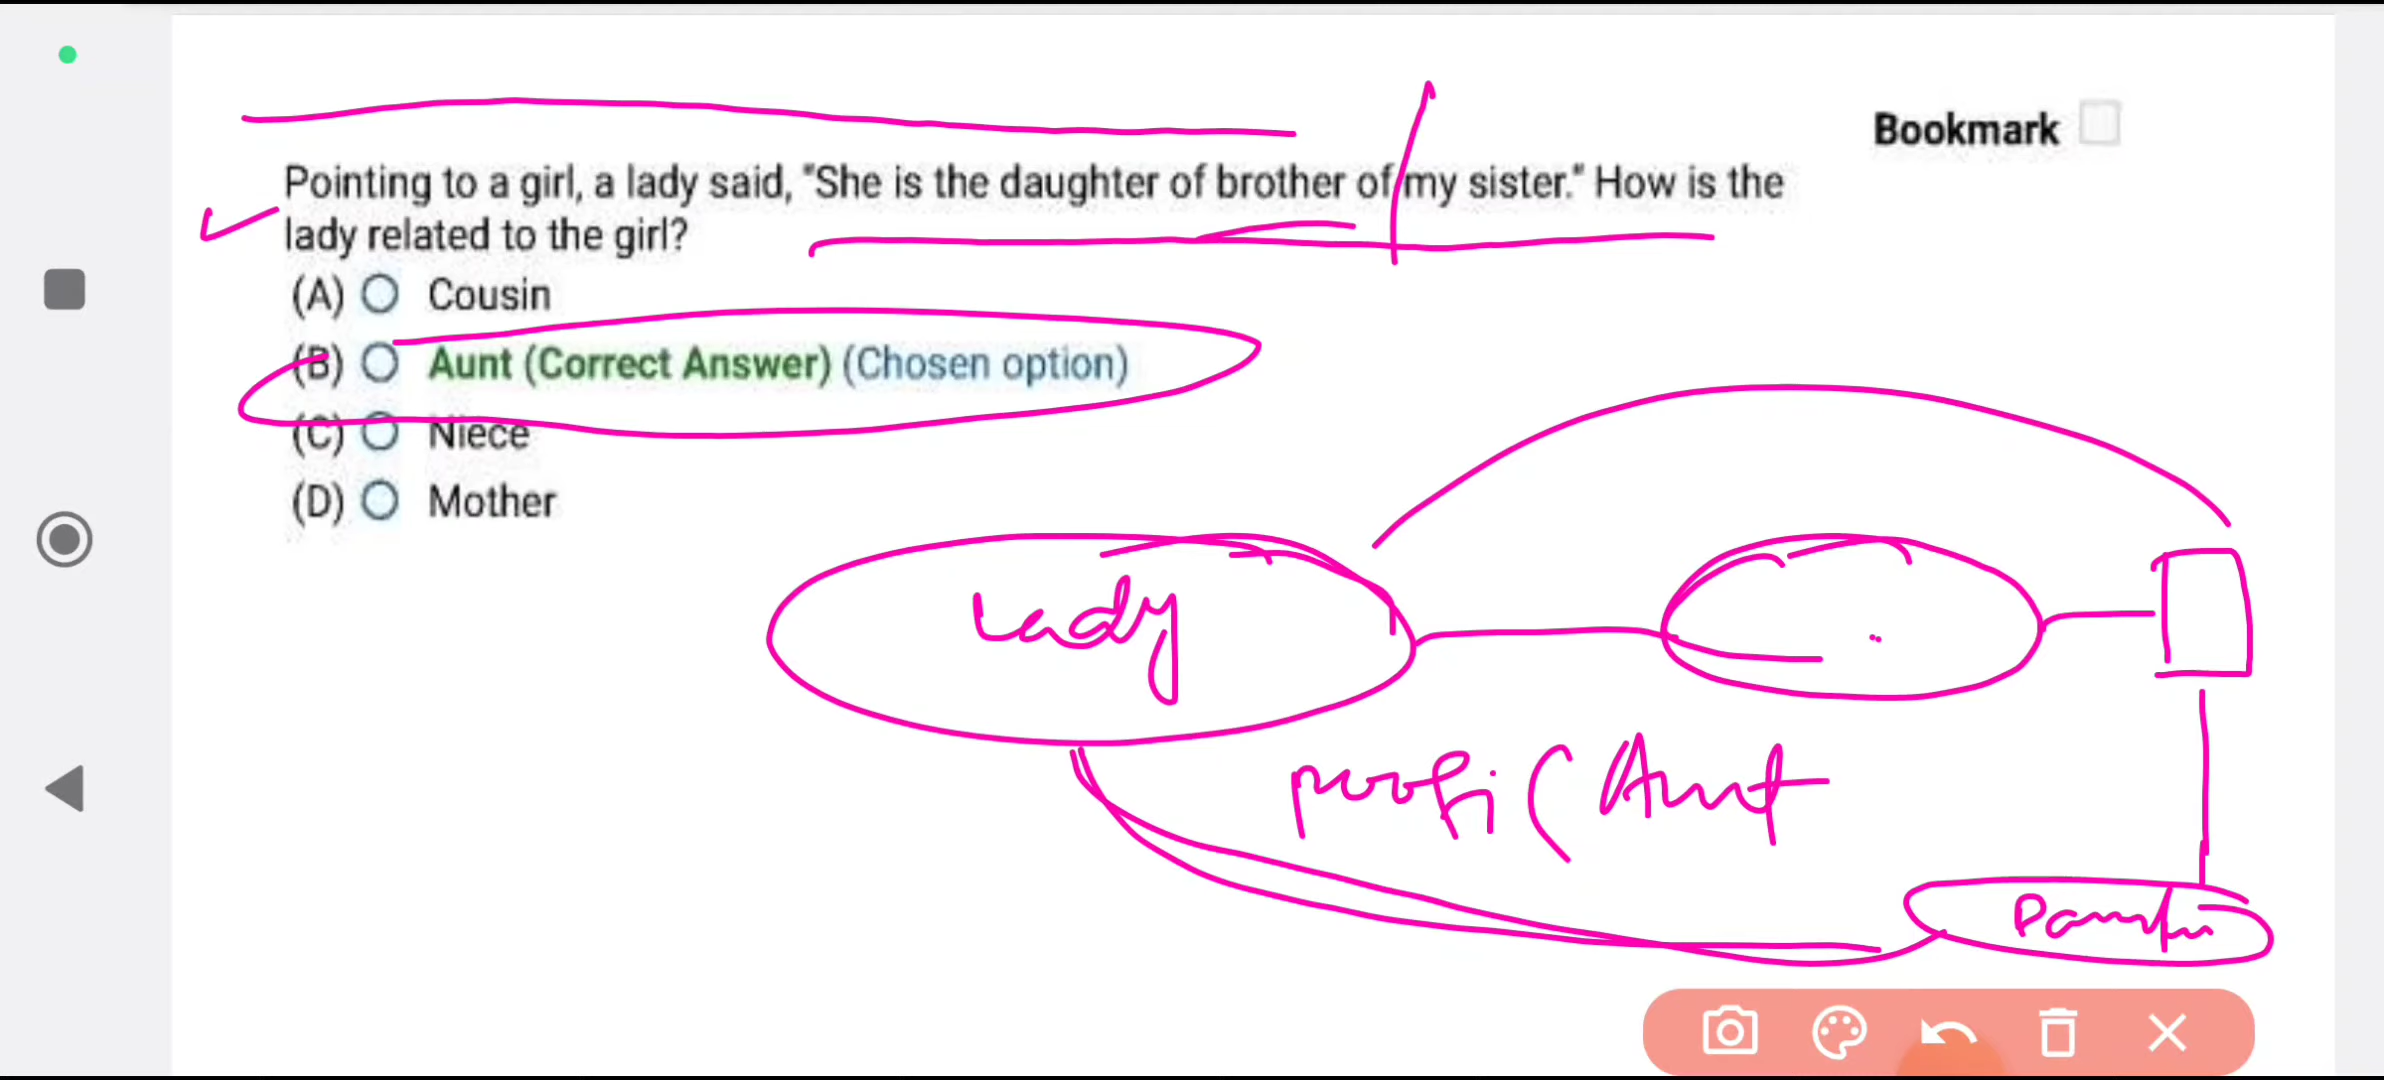 Bookmark
Pointing to a girl, a lady said, "She is the daughter of brother of my sister." How is the
lady related to the girl?
(A) Cousin
(B) Aunt (Correct Answer) (Chosen option)
(C) Niece
(D) Mother
Lady
Aunt